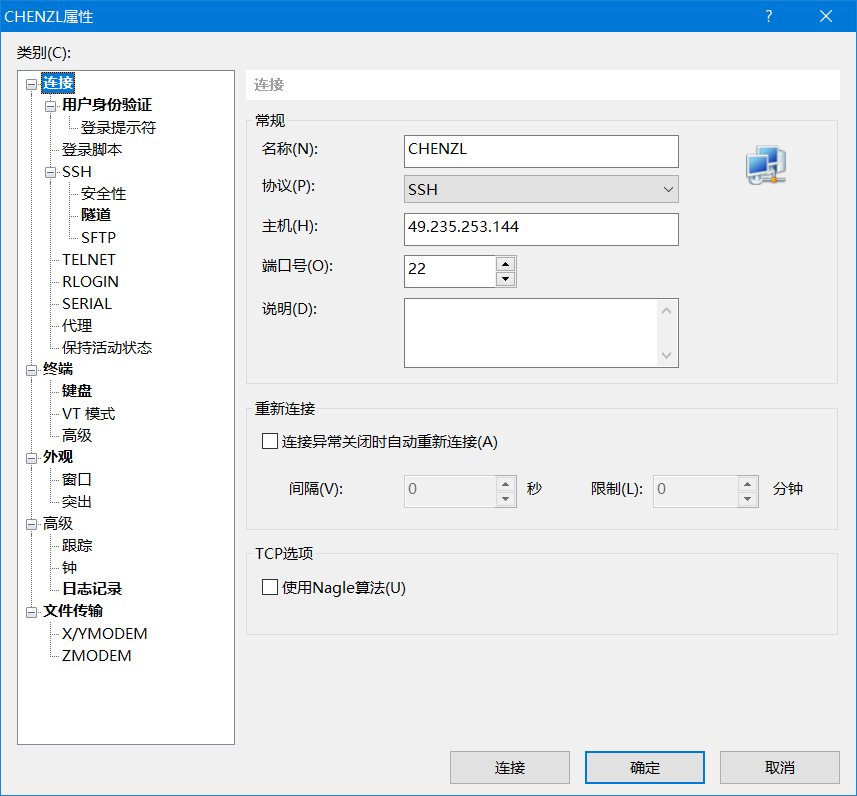 CHENZL属性
?
类别(C):
连接
用户身份验证
登录提示符
登录脚本
SSH
安全性
隧道
SFTP
TELNET
RLOGIN
SERIAL
代理
保持活动状态
终端
键盘
VT 模式
高级
外观
窗口
突出
高级
跟踪
钟
日志记录
文件传输
X/YMODEM
ZMODEM
连接
常规
名称(N): CHENZL
协议(P): SSH
主机(H): 49.235.253.144
端口号(O): 22
说明(D):
重新连接
连接异常关闭时自动重新连接(A)
间隔(V): 0 秒 限制(L): 0 分钟
TCP选项
使用Nagle算法(U)
连接 确定 取消